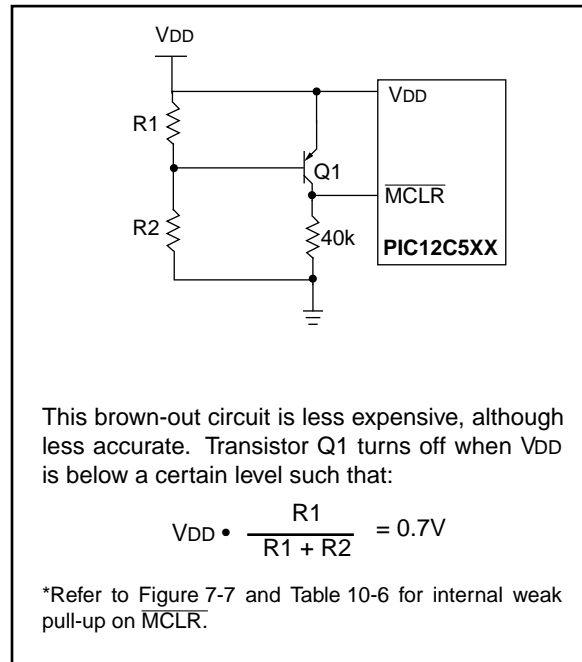 VDD
VDD
R1
Q1
MCLR
R2
40k
PIC12C5XX
This brown-out circuit is less expensive, although
less accurate. Transistor Q1 turns off when VDD
is below a certain level such that:
VDD • R1 / R1 + R2 = 0.7V
*Refer to Figure 7-7 and Table 10-6 for internal weak
pull-up on MCLR.